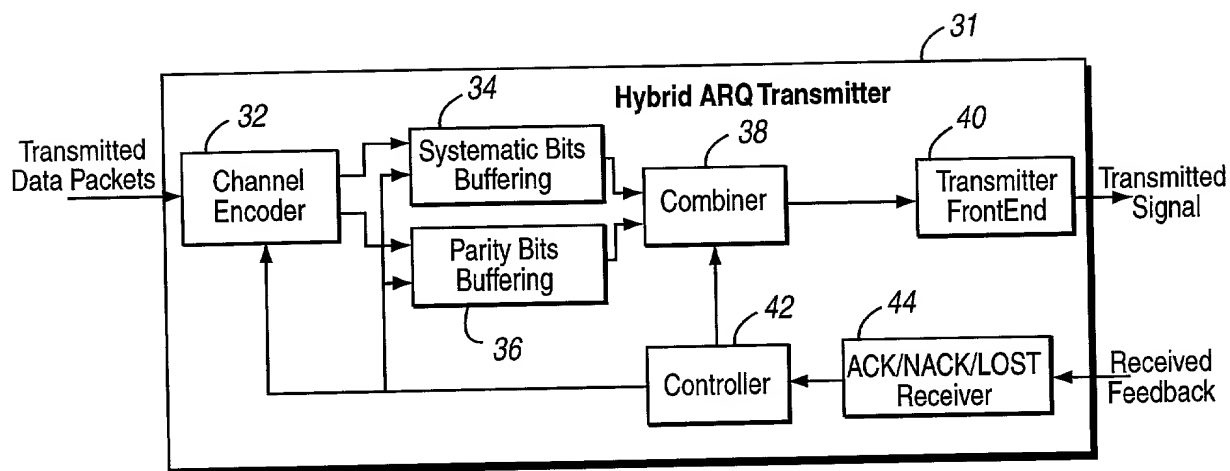 31
Hybrid ARQ Transmitter
32
34
38
40
Transmitted
Data Packets
Channel
Encoder
Systematic Bits
Buffering
Combiner
Transmitter
FrontEnd
Transmitted
Signal
Parity Bits
Buffering
36
42
44
Controller
ACK/NACK/LOST
Receiver
Received
Feedback